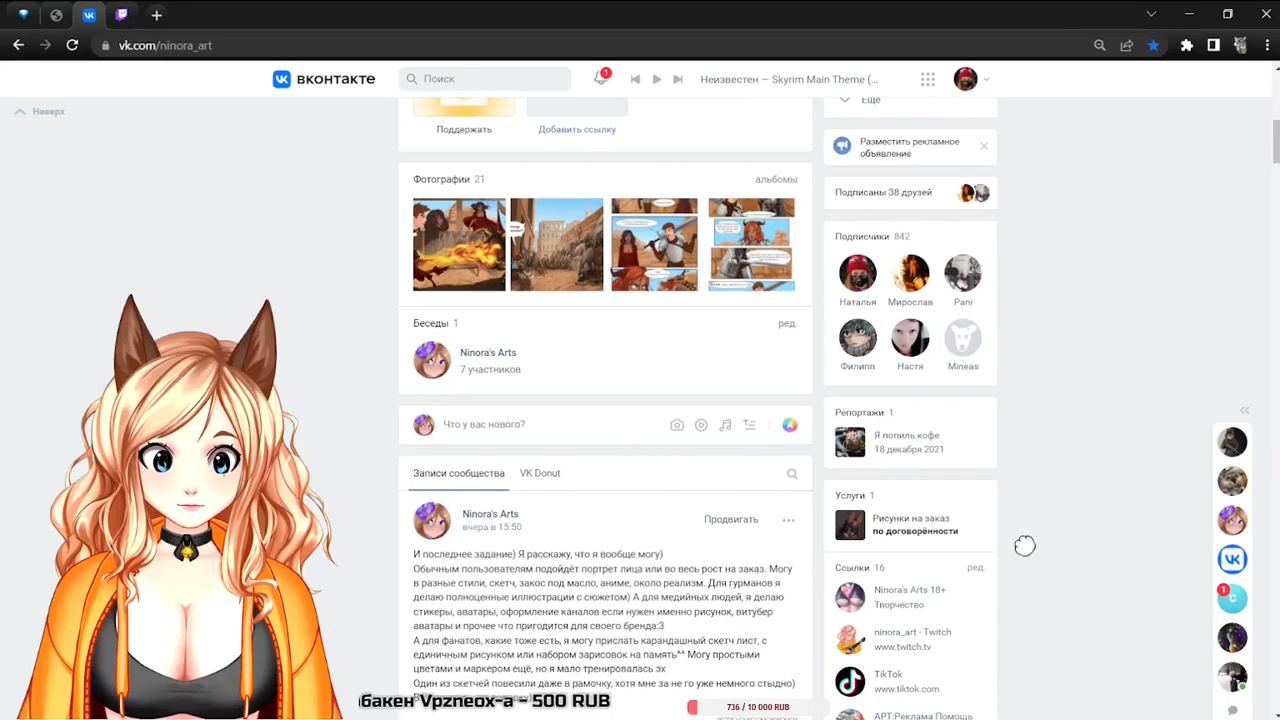 vk.com/ninora_art
вконтакте
Поиск
1
Неизвестен — Skyrim Main Theme (...
Наверх
Поддержать
Добавить ссылку
Фотографии 21
альбомы
Беседы 1
ред.
Ninora's Arts
7 участников
Что у вас нового?
Записи сообщества
VK Donut
Ninora's Arts
вчера в 15:50
Продвигать
И последнее задание) Я расскажу, что я вообще могу)
Обычным пользователям подойдёт портрет лица или во весь рост на заказ. Могу
в разные стили, скетч, закос под масло, аниме, около реализм. Для гурманов я
делаю полноценные иллюстрации с сюжетом) А для медийных людей, я делаю
стикеры, аватары, оформление каналов если нужен именно рисунок, витубер
аватары и прочее что пригодится для своего бренда:3
А для фанатов, какие тоже есть, я могу прислать карандашный скетч лист, с
единичным рисунком или набором зарисовок на память^^ Могу простыми
цветами и маркером ещё, но я мало тренировалась эх
Один из скетчей повесили даже в рамочку, хотя мне за не го уже немного стыдно)
Еще
Разместить рекламное
объявление
Подписаны 38 друзей
Подписчики 842
Наталья
Мирослав
Pani
Филипп
Настя
Mineas
Репортажи 1
Я попиль кофе
18 декабря 2021
Услуги 1
Рисунки на заказ
по договорённости
Ссылки 16
ред.
Ninora's Arts 18+
Творчество
ninora_art - Twitch
www.twitch.tv
TikTok
www.tiktok.com
АРТ:Реклама Помощь
1
С
бакен Vpzneox-a - 500 RUB
736 / 10 000 RUB